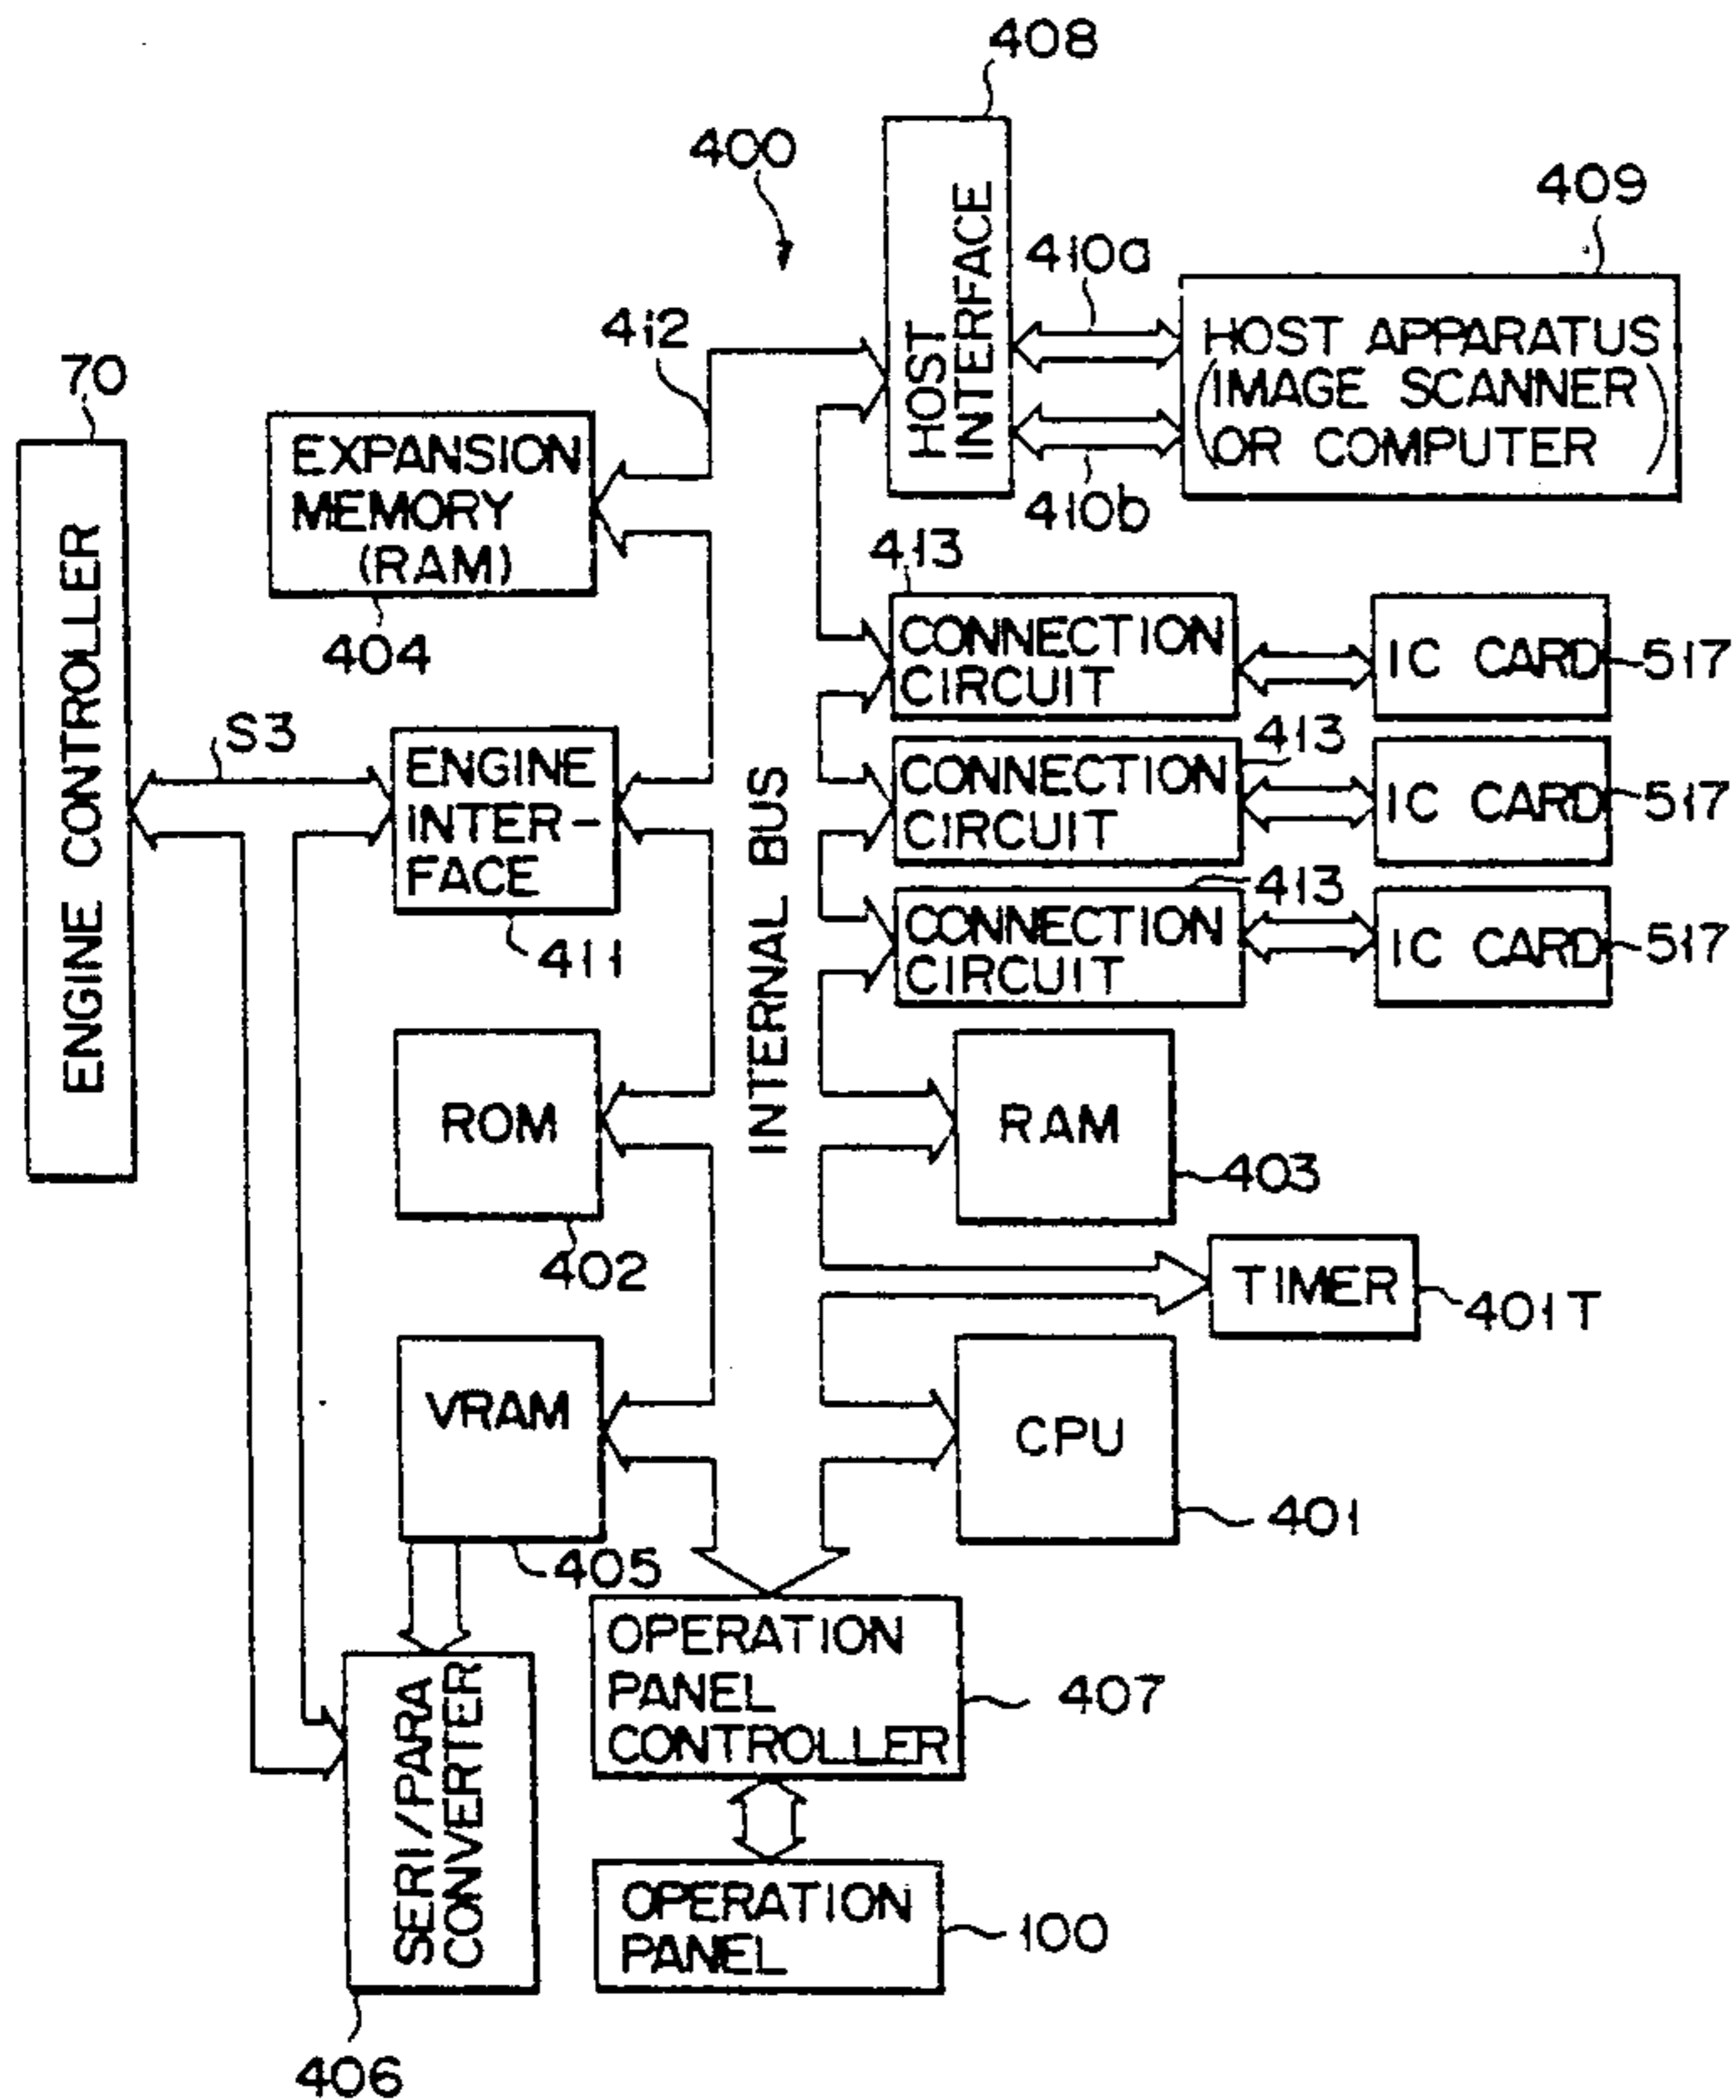 408
400
409
HOST
INTERFACE
410a
412
HOST APPARATUS
(IMAGE SCANNER
OR COMPUTER)
410b
70
ENGINE CONTROLLER
EXPANSION
MEMORY
(RAM)
404
413
CONNECTION
CIRCUIT
IC CARD
517
S3
ENGINE
INTER-
FACE
411
INTERNAL BUS
413
CONNECTION
CIRCUIT
IC CARD
517
413
CONNECTION
CIRCUIT
IC CARD
517
ROM
402
RAM
403
TIMER
401T
VRAM
405
CPU
401
OPERATION
PANEL
CONTROLLER
407
SERI/PARA
CONVERTER
406
OPERATION
PANEL
100